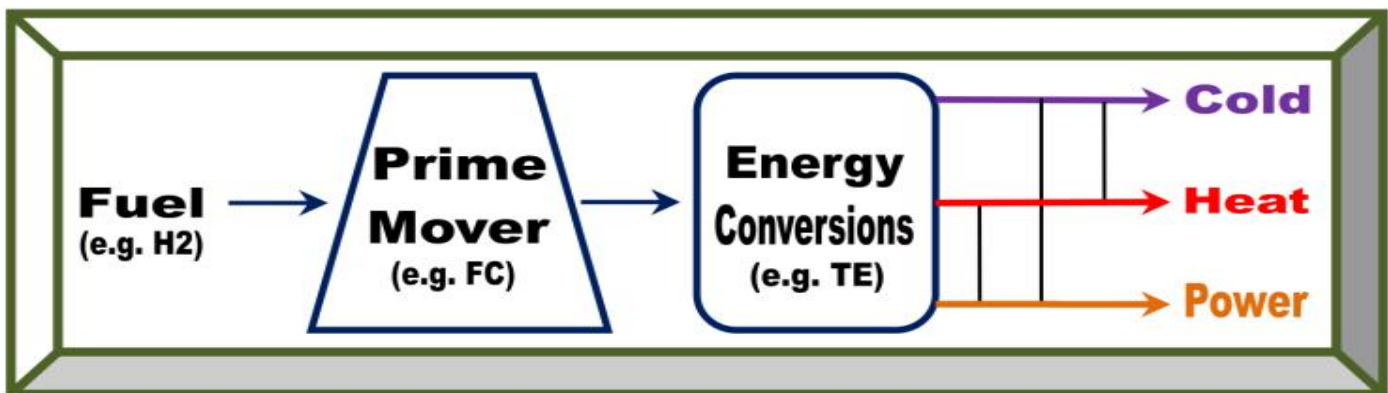 Fuel
(e.g. H2)
Prime
Mover
(e.g. FC)
Energy
Conversions
(e.g. TE)
Cold
Heat
Power